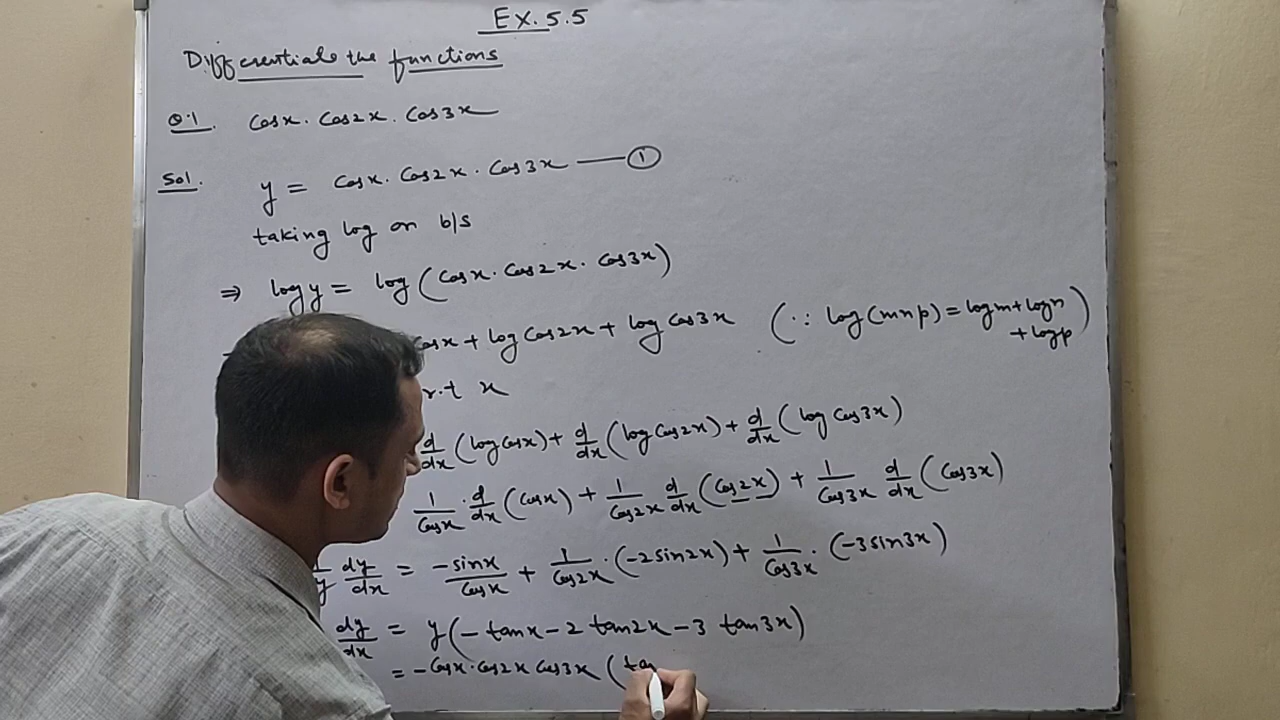 EX. 5.5
Differentiate the functions
Q.1. Cosx. Cos2x. Cos3x
Sol. y = Cosx. Cos2x. Cos3x —— ①
taking log on b/s
⇒ log y = log (Cosx. Cos2x. Cos3x)
Cosx + log Cos2x + log Cos3x (∵ log(mnp) = logm + logn
+ logp)
r.t x
d/dx (log Cosx) + d/dx (log Cos2x) + d/dx (log Cos3x)
1/Cosx . d/dx (Cosx) + 1/Cos2x d/dx (Cos2x) + 1/Cos3x d/dx (Cos3x)
1/y dy/dx = -sinx/Cosx + 1/Cos2x . (-2sin2x) + 1/Cos3x . (-3sin3x)
dy/dx = y(- tanx - 2 tan2x - 3 tan3x)
= - Cosx. Cos2x Cos3x (ta